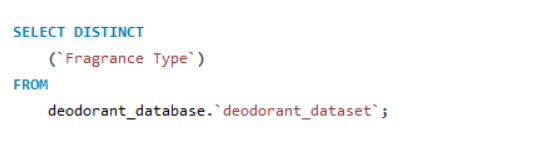 SELECT DISTINCT
(`Fragrance Type`)
FROM
deodorant_database.`deodorant_dataset`;